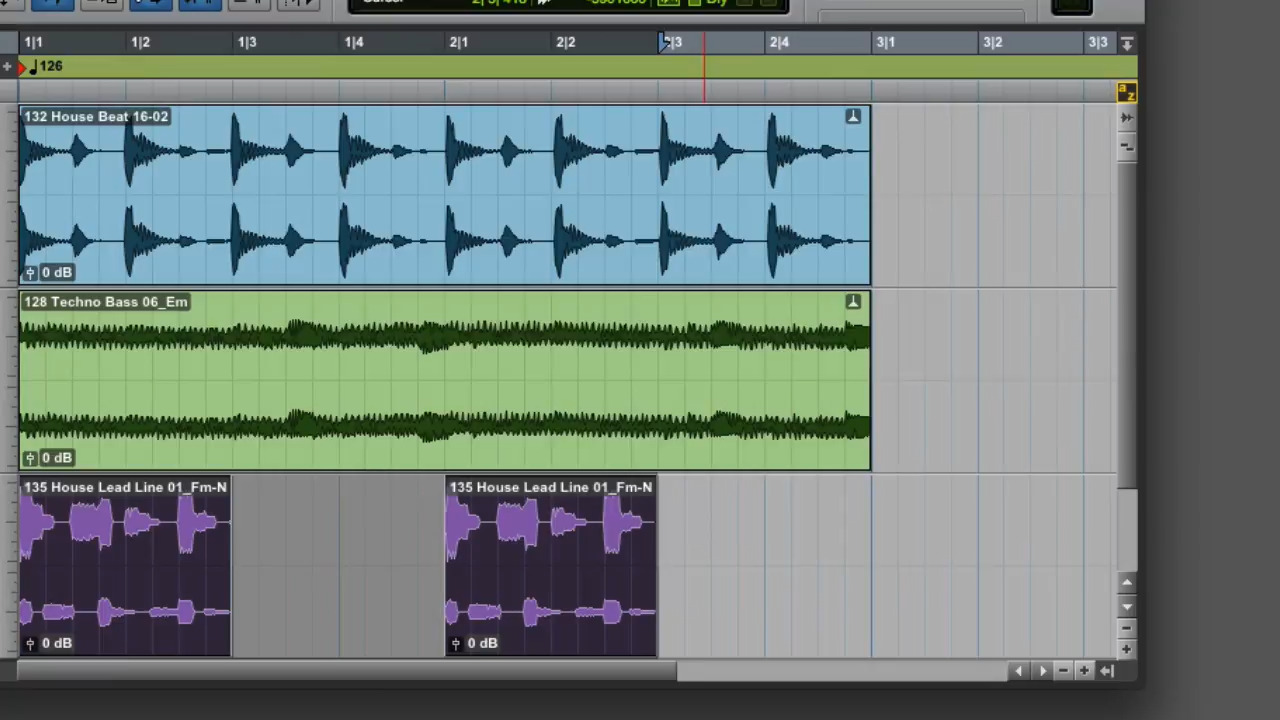 1|1 1|2 1|3 1|4 2|1 2|2 2|3 2|4 3|1 3|2 3|3
126
a z
132 House Beat 16-02
0 dB
128 Techno Bass 06_Em
0 dB
135 House Lead Line 01_Fm-N 135 House Lead Line 01_Fm-N
0 dB 0 dB